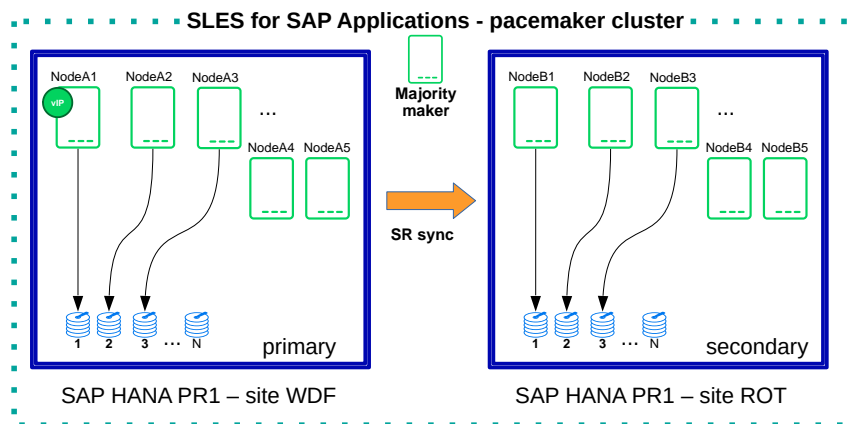 SLES for SAP Applications - pacemaker cluster
NodeA1 NodeA2 NodeA3
vIP
...
NodeA4 NodeA5
1 2 3 ... N
primary
SAP HANA PR1 – site WDF
Majority
maker
SR sync
NodeB1 NodeB2 NodeB3
...
NodeB4 NodeB5
1 2 3 ... N
secondary
SAP HANA PR1 – site ROT